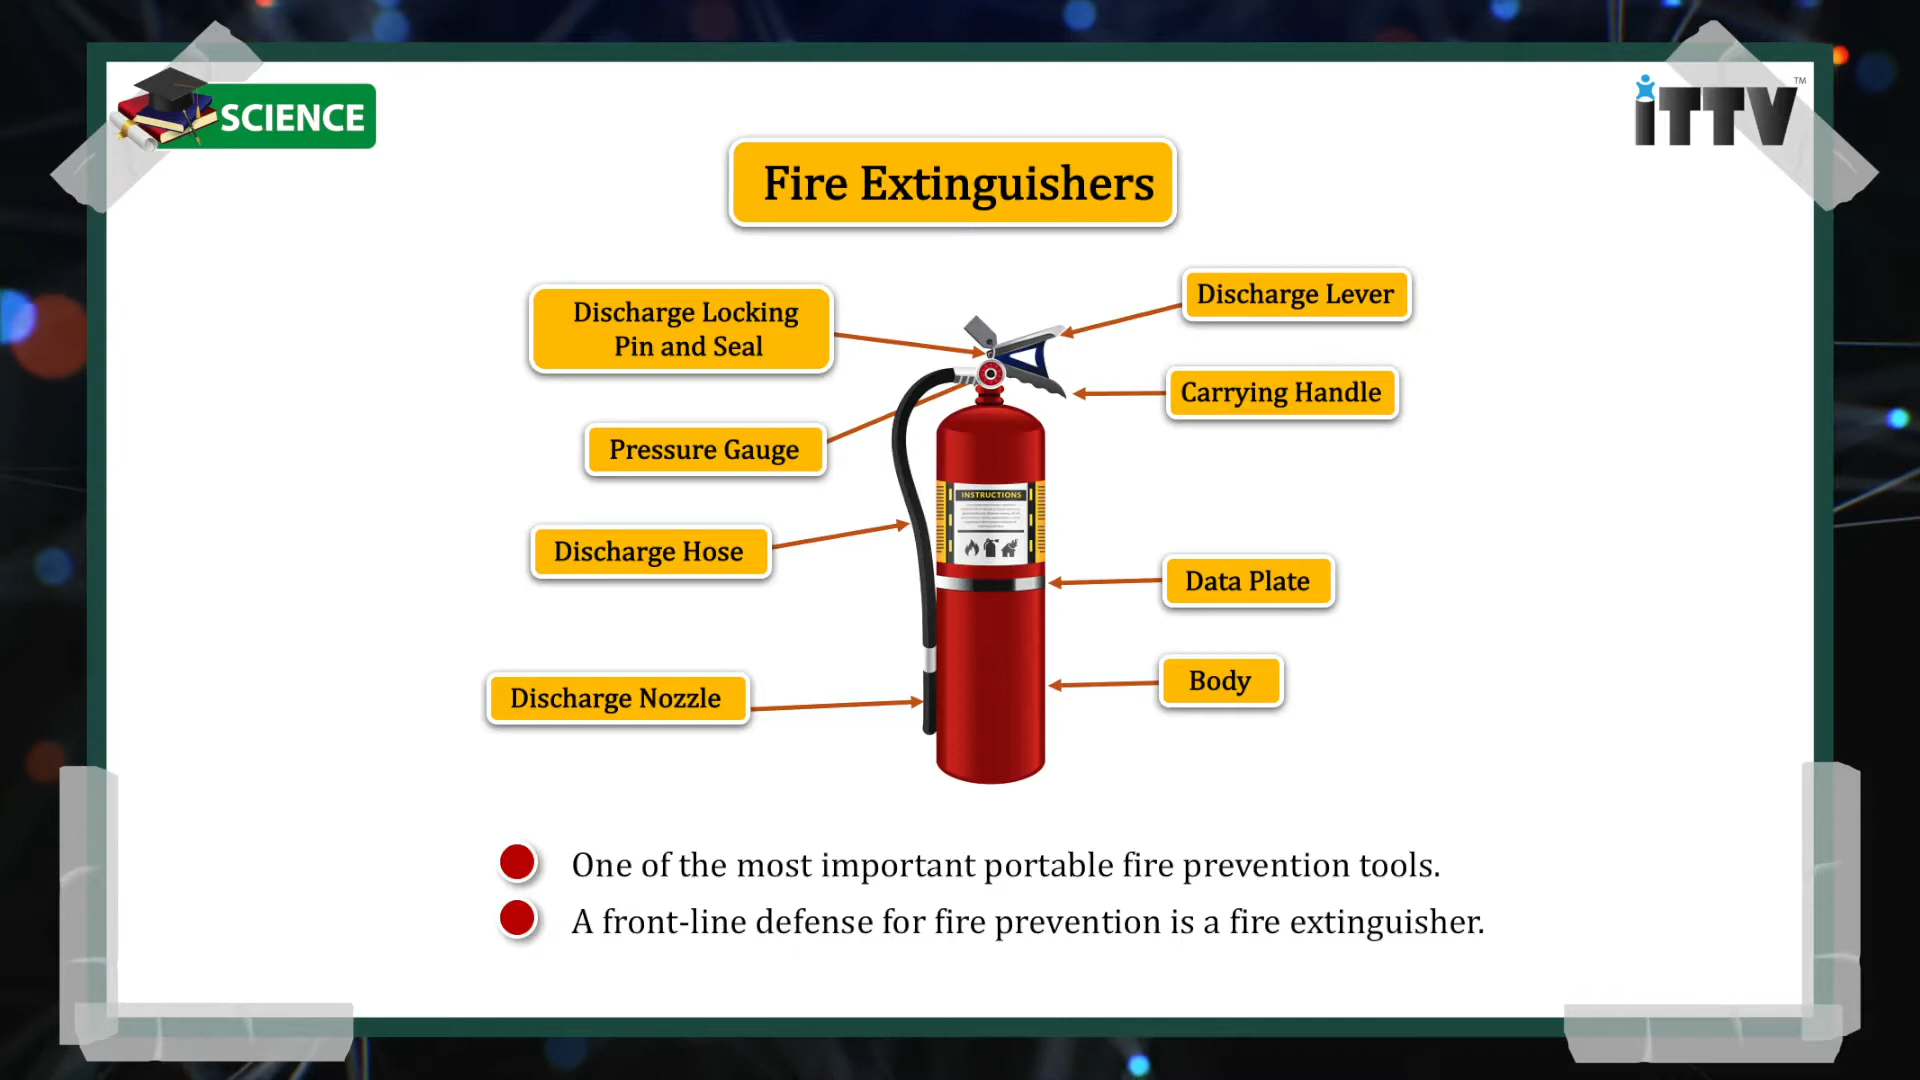 SCIENCE
iTTV
TM
Fire Extinguishers
Discharge Locking
Pin and Seal
Discharge Lever
Carrying Handle
Pressure Gauge
INSTRUCTIONS
Discharge Hose
Data Plate
Discharge Nozzle
Body
One of the most important portable fire prevention tools.
A front-line defense for fire prevention is a fire extinguisher.